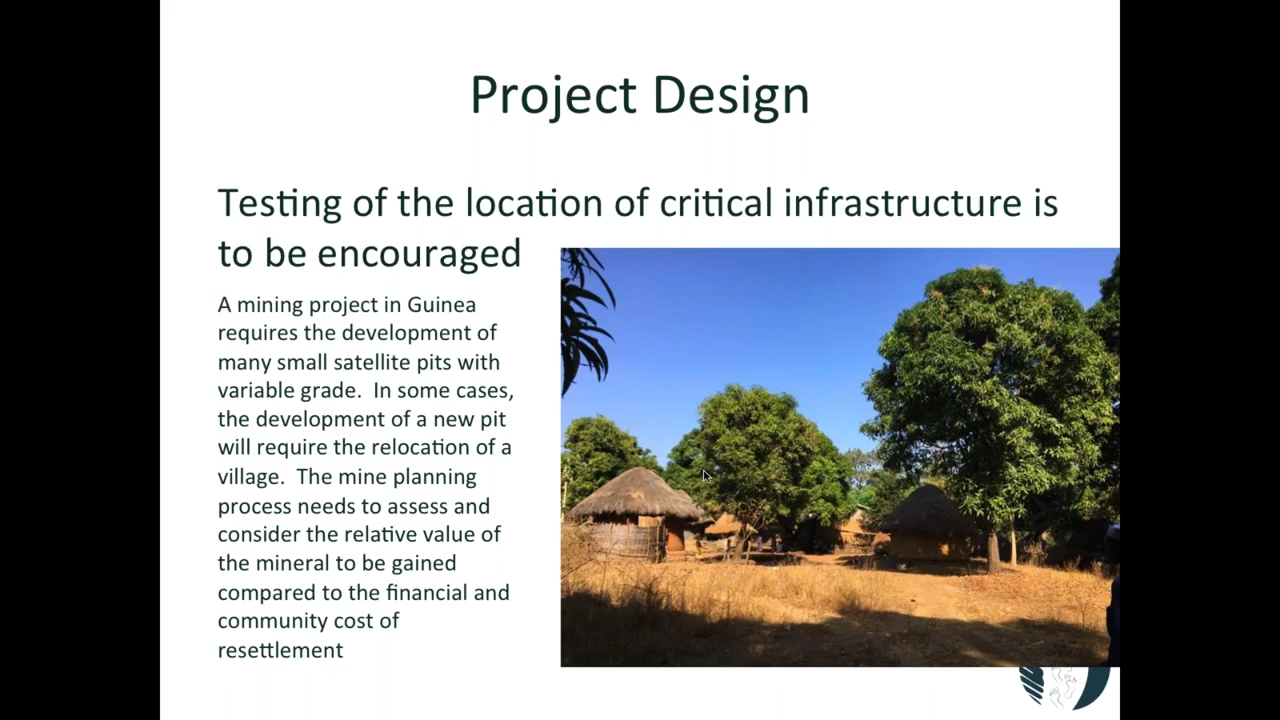 Project Design
Testing of the location of critical infrastructure is
to be encouraged
A mining project in Guinea
requires the development of
many small satellite pits with
variable grade.  In some cases,
the development of a new pit
will require the relocation of a
village.  The mine planning
process needs to assess and
consider the relative value of
the mineral to be gained
compared to the financial and
community cost of
resettlement